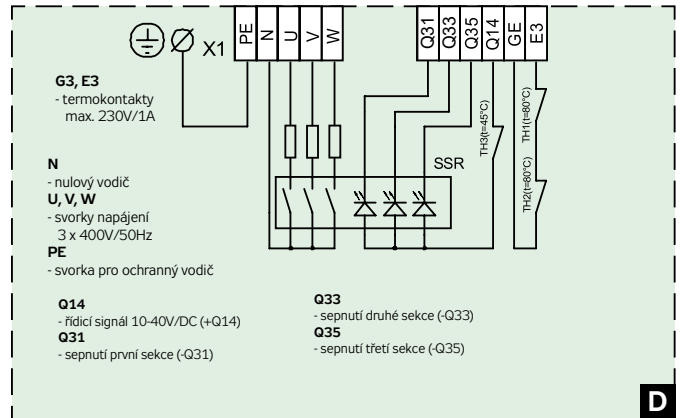 X1
PE
N
U
V
W
Q31
Q33
Q35
Q14
GE
E3
G3, E3
- termokontakty
max. 230V/1A
TH3(t=45°C)
TH1(t=80°C)
TH2(t=80°C)
SSR
N
- nulový vodič
U, V, W
- svorky napájení
3 x 400V/50Hz
PE
- svorka pro ochranný vodič
Q14
- řídicí signál 10-40V/DC (+Q14)
Q31
- sepnutí první sekce (-Q31)
Q33
- sepnutí druhé sekce (-Q33)
Q35
- sepnutí třetí sekce (-Q35)
D